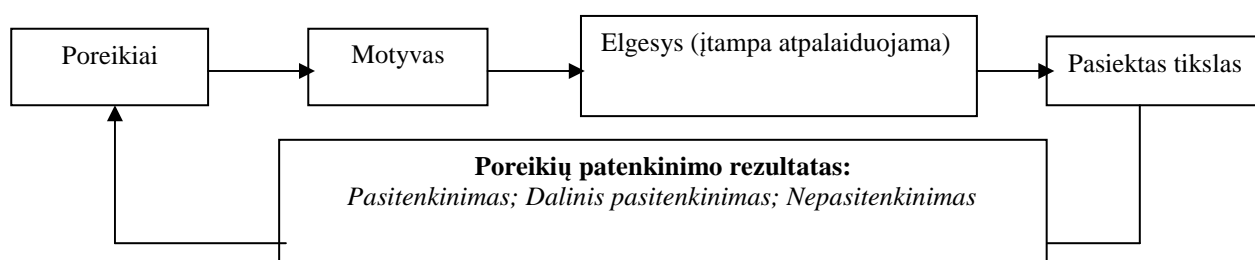 Poreikiai
Motyvas
Elgesys (įtampa atpalaiduojama)
Pasiektas tikslas
Poreikių patenkinimo rezultatas:
Pasitenkinimas; Dalinis pasitenkinimas; Nepasitenkinimas